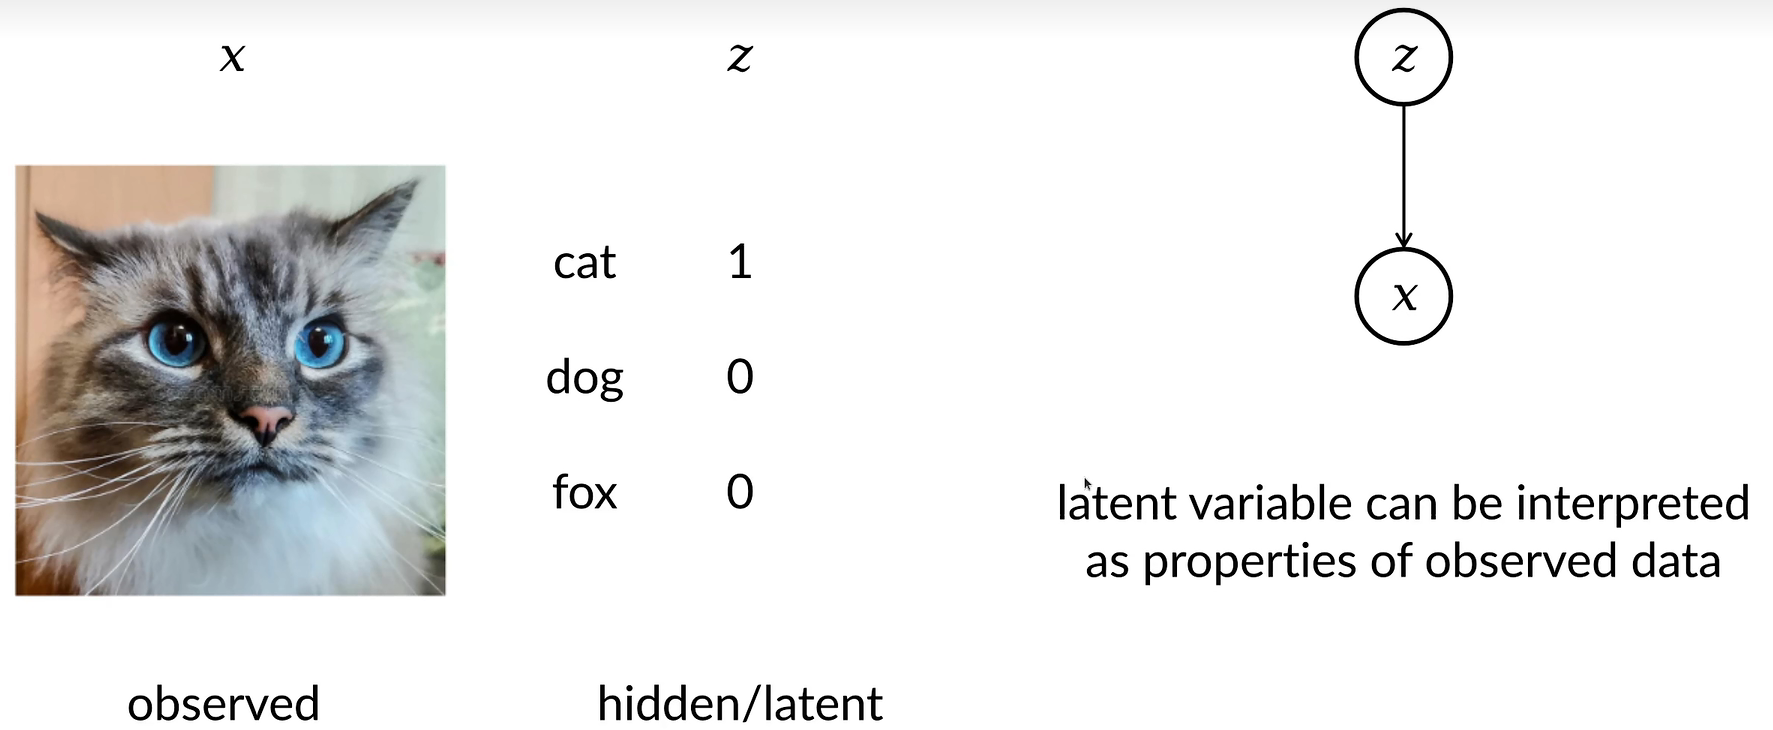 x
z
z
cat 1
x
dog 0
fox 0
latent variable can be interpreted
as properties of observed data
observed
hidden/latent